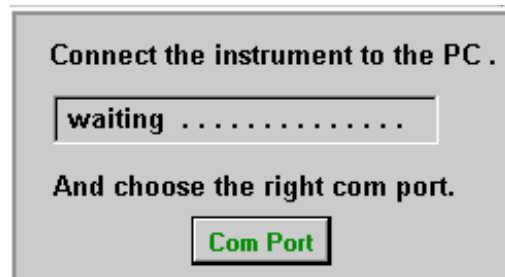 Connect the instrument to the PC .
waiting . . . . . . . . . . . . . .
And choose the right com port.
Com Port